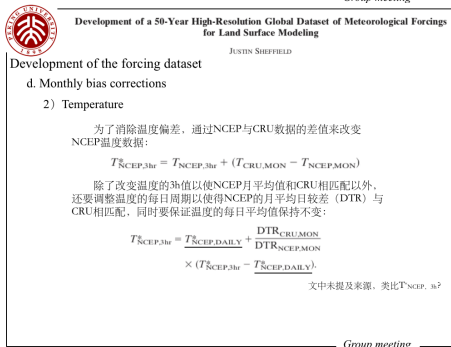 Group meeting
PEKING UNIVERSITY
1898
Development of a 50-Year High-Resolution Global Dataset of Meteorological Forcings
for Land Surface Modeling
JUSTIN SHEFFIELD
Development of the forcing dataset
d. Monthly bias corrections
2）Temperature
为了消除温度偏差，通过NCEP与CRU数据的差值来改变
NCEP温度数据：
T*NCEP,3hr = TNCEP,3hr + (TCRU,MON − TNCEP,MON)
除了改变温度的3h值以使NCEP月平均值和CRU相匹配以外，
还要调整温度的每日周期以使得NCEP的月平均日较差（DTR）与
CRU相匹配，同时要保证温度的每日平均值保持不变：
T*NCEP,3hr = T*NCEP,DAILY + DTRCRU,MON / DTRNCEP,MON
× (T*NCEP,3hr − T*NCEP,DAILY).
文中未提及来源、类比T*NCEP, 3h?
Group meeting